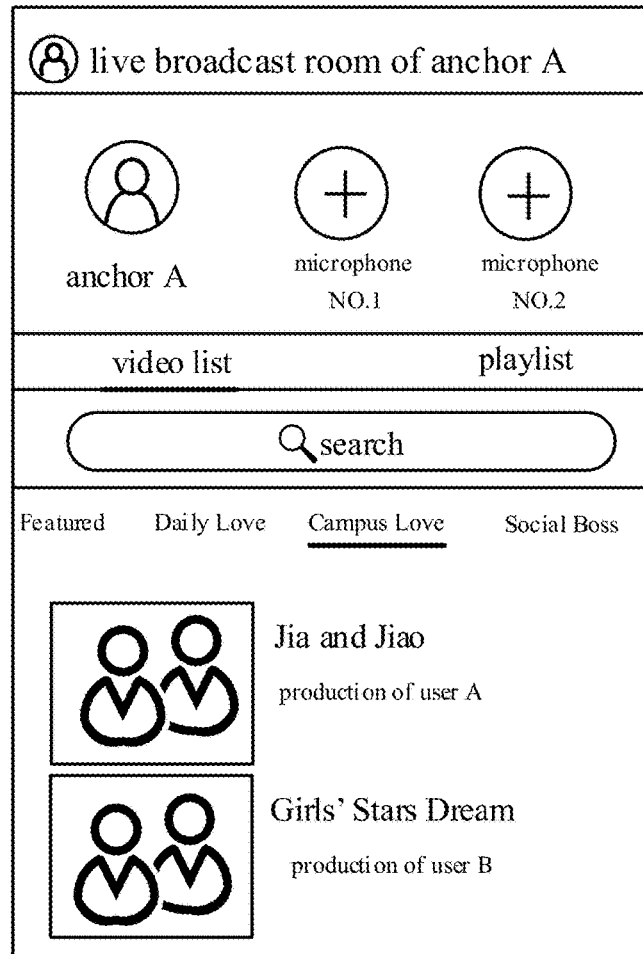 live broadcast room of anchor A
anchor A
microphone
NO.1
microphone
NO.2
video list
playlist
search
Featured
Daily Love
Campus Love
Social Boss
Jia and Jiao
production of user A
Girls' Stars Dream
production of user B